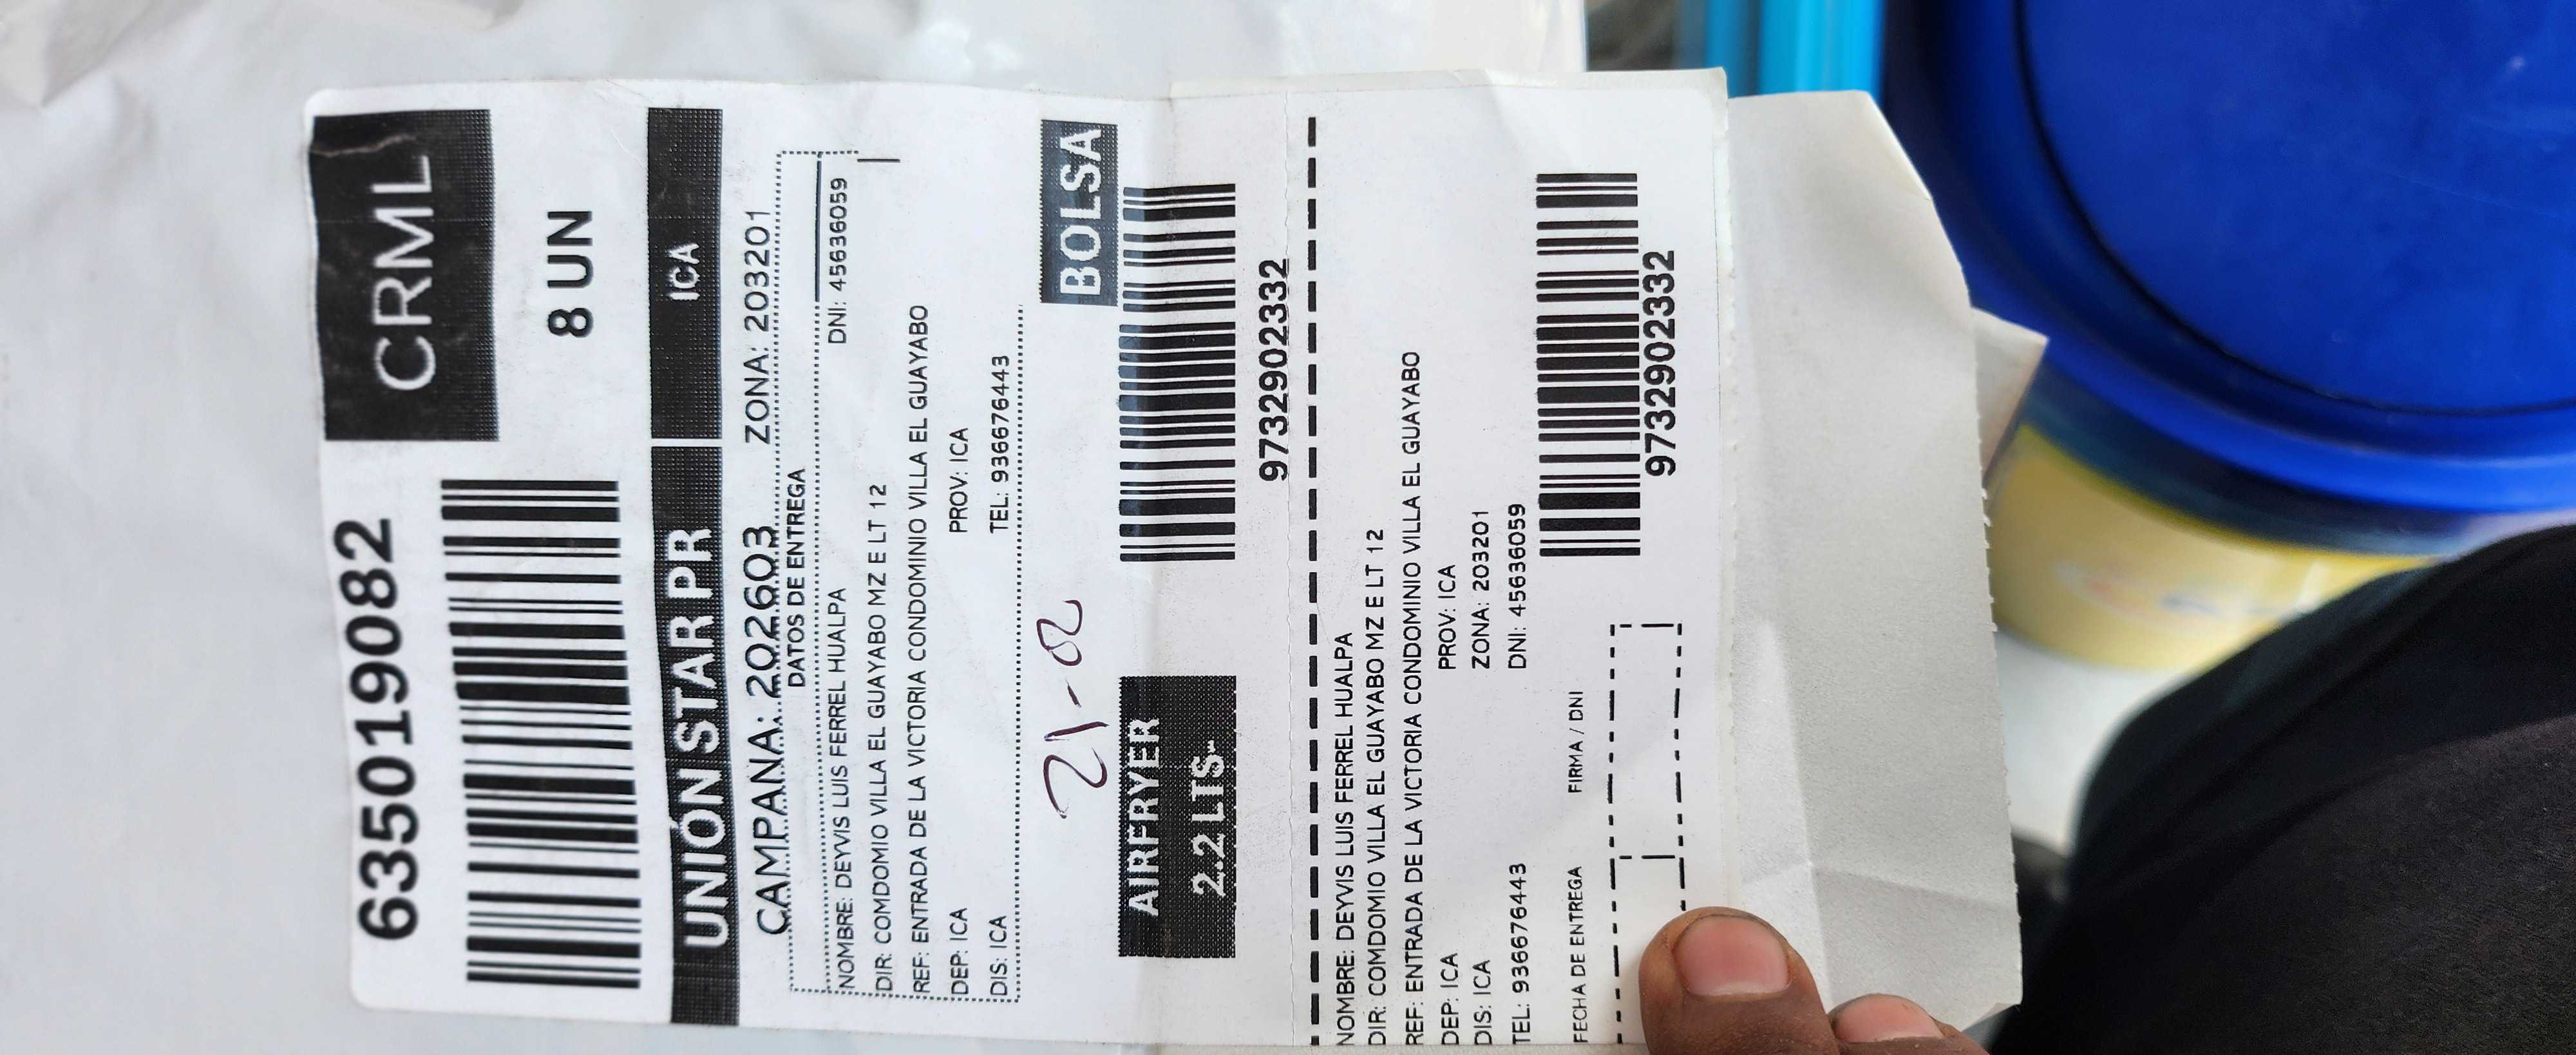 635019082
CRML
8 UN
UNIÓN STAR PR
ICA
CAMPANA: 202603
ZONA: 203201
DATOS DE ENTREGA
NOMBRE: DEYVIS LUIS FERREL HUALPA
DNI: 45636059
DIR: COMDOMIO VILLA EL GUAYABO MZ E LT 12
REF: ENTRADA DE LA VICTORIA CONDOMINIO VILLA EL GUAYABO
DEP: ICA
PROV: ICA
DIS: ICA
TEL: 936676443
21-02
BOLSA
AIRFRYER
2.2 LTS-
9732902332
NOMBRE: DEYVIS LUIS FERREL HUALPA
DIR: COMDOMIO VILLA EL GUAYABO MZ E LT 12
REF: ENTRADA DE LA VICTORIA CONDOMINIO VILLA EL GUAYABO
DEP: ICA
PROV: ICA
DIS: ICA
ZONA: 203201
TEL: 936676443
DNI: 45636059
FECHA DE ENTREGA
FIRMA / DNI
9732902332